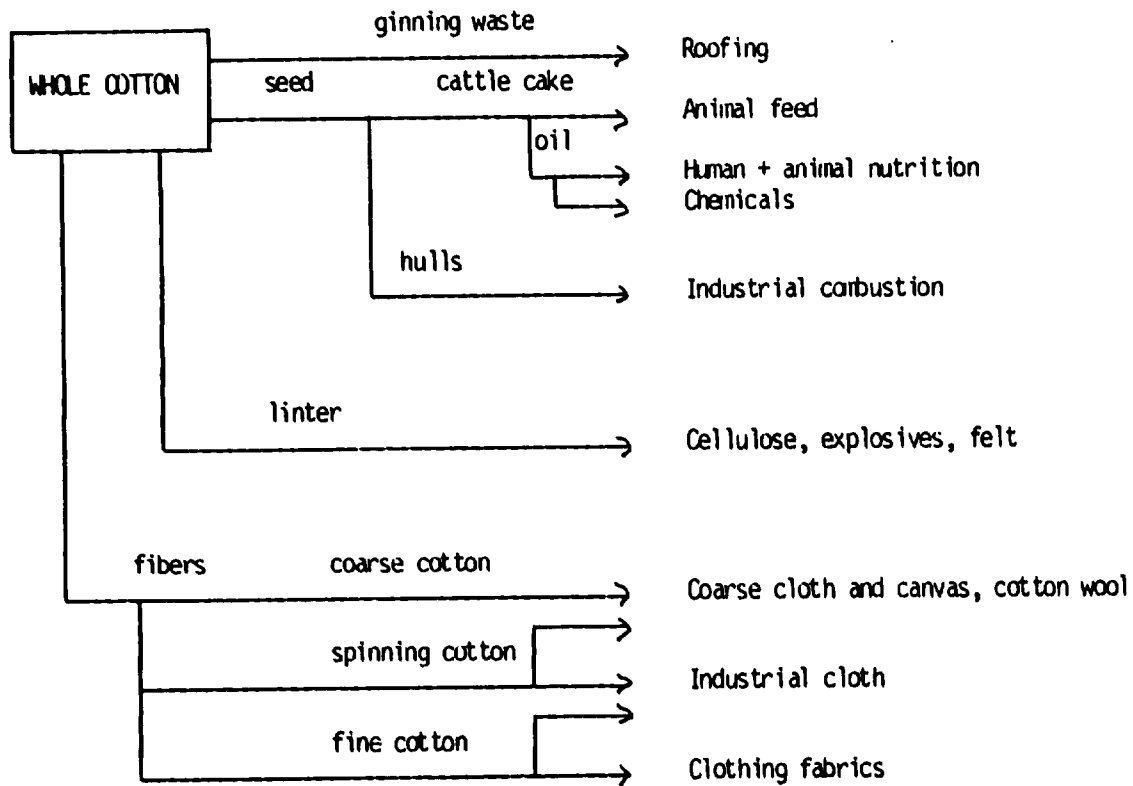 ginning waste
Roofing
WHOLE COTTON
seed
cattle cake
Animal feed
oil
Human + animal nutrition
Chemicals
hulls
Industrial combustion
linter
Cellulose, explosives, felt
fibers
coarse cotton
Coarse cloth and canvas, cotton wool
spinning cotton
Industrial cloth
fine cotton
Clothing fabrics